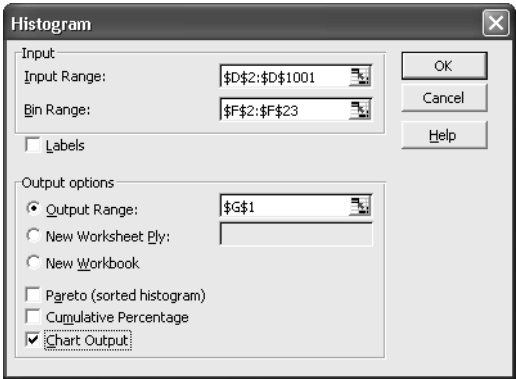 Histogram
Input
Input Range: $D$2:$D$1001
Bin Range: $F$2:$F$23
Labels
OK
Cancel
Help
Output options
Output Range: $G$1
New Worksheet Ply:
New Workbook
Pareto (sorted histogram)
Cumulative Percentage
Chart Output